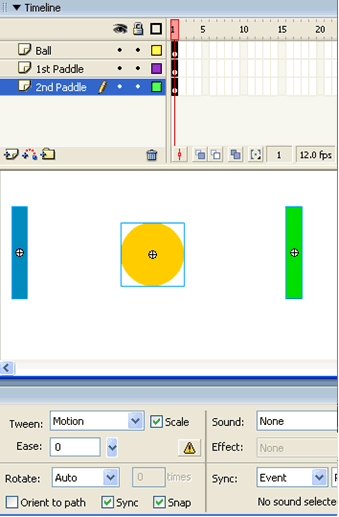 Timeline
1 5 10 15 20
Ball
1st Paddle
2nd Paddle
1 12.0 fps
Tween: Motion Scale Sound: None
Ease: 0 Effect: None
Rotate: Auto 0 times Sync: Event
Orient to path Sync Snap No sound selecte